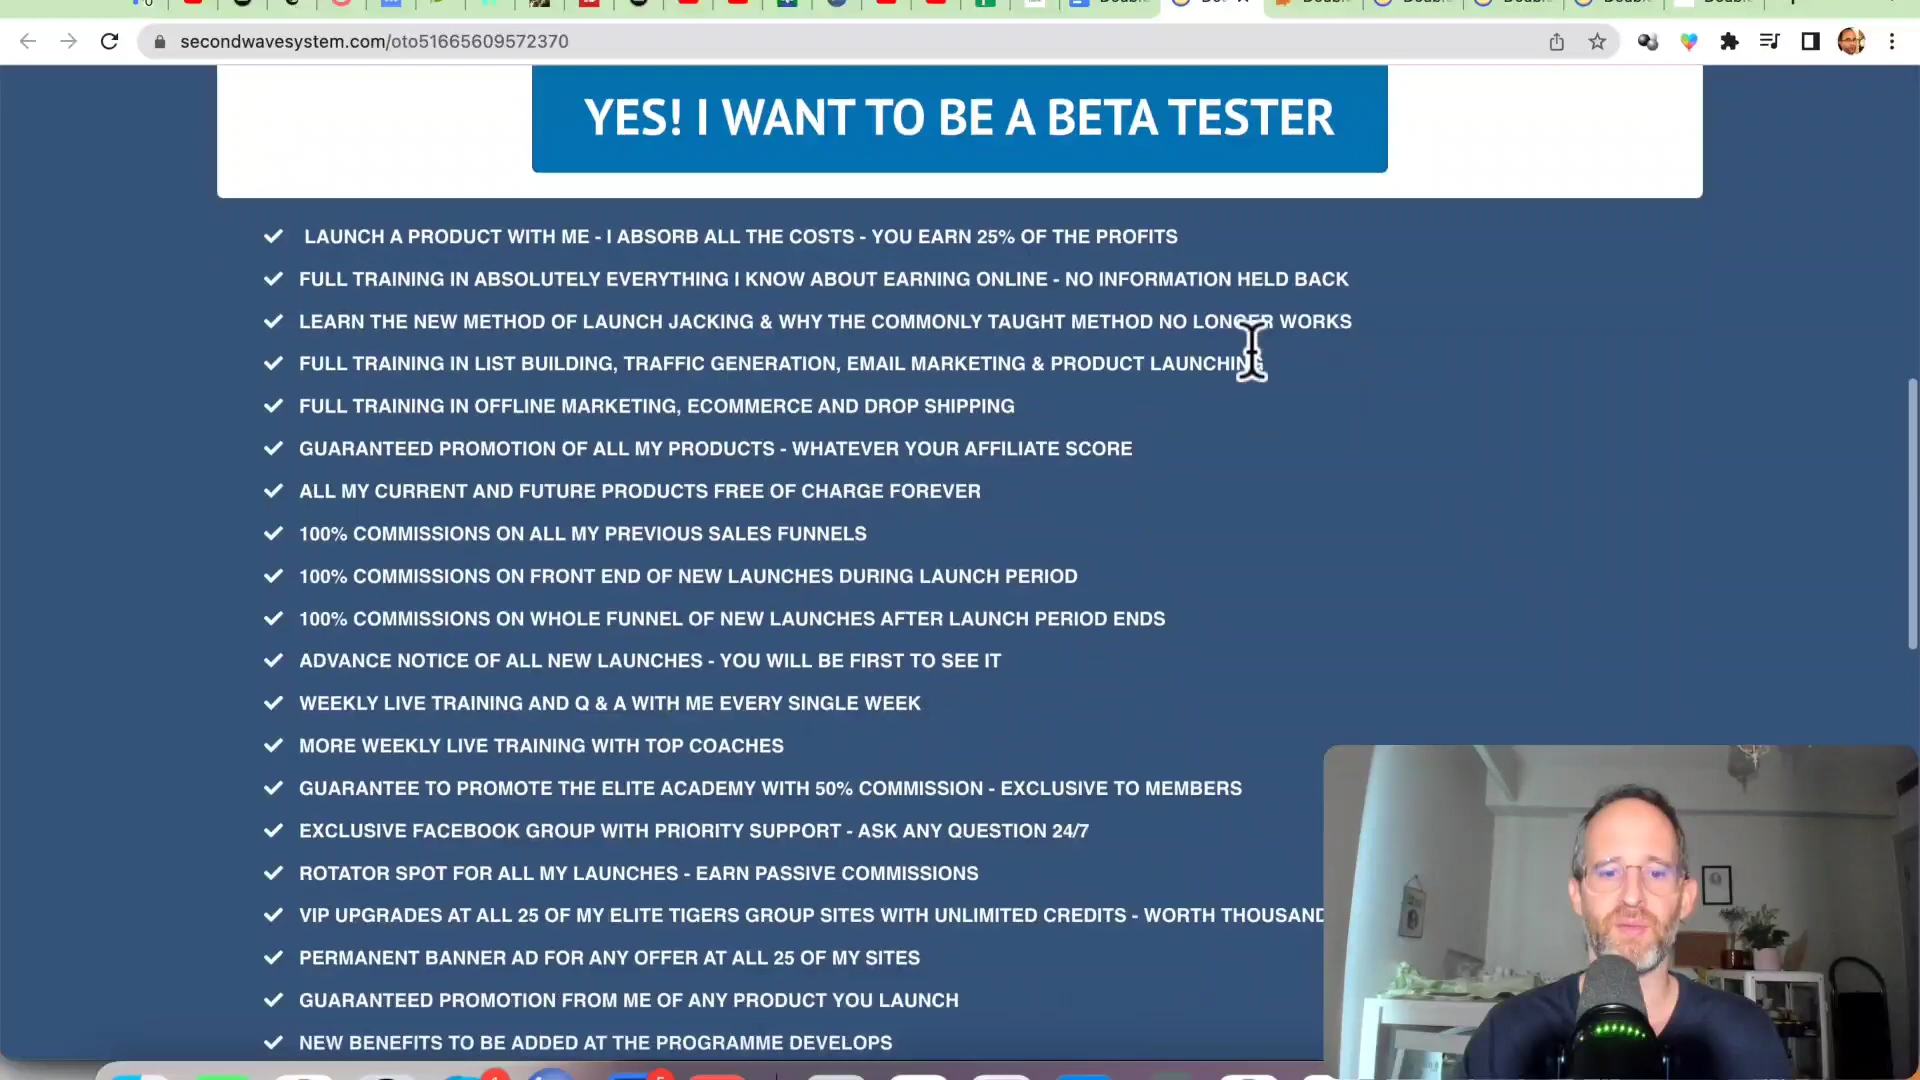 secondwavesystem.com/oto51665609572370
YES! I WANT TO BE A BETA TESTER
LAUNCH A PRODUCT WITH ME - I ABSORB ALL THE COSTS - YOU EARN 25% OF THE PROFITS
FULL TRAINING IN ABSOLUTELY EVERYTHING I KNOW ABOUT EARNING ONLINE - NO INFORMATION HELD BACK
LEARN THE NEW METHOD OF LAUNCH JACKING & WHY THE COMMONLY TAUGHT METHOD NO LONGER WORKS
FULL TRAINING IN LIST BUILDING, TRAFFIC GENERATION, EMAIL MARKETING & PRODUCT LAUNCHING
FULL TRAINING IN OFFLINE MARKETING, ECOMMERCE AND DROP SHIPPING
GUARANTEED PROMOTION OF ALL MY PRODUCTS - WHATEVER YOUR AFFILIATE SCORE
ALL MY CURRENT AND FUTURE PRODUCTS FREE OF CHARGE FOREVER
100% COMMISSIONS ON ALL MY PREVIOUS SALES FUNNELS
100% COMMISSIONS ON FRONT END OF NEW LAUNCHES DURING LAUNCH PERIOD
100% COMMISSIONS ON WHOLE FUNNEL OF NEW LAUNCHES AFTER LAUNCH PERIOD ENDS
ADVANCE NOTICE OF ALL NEW LAUNCHES - YOU WILL BE FIRST TO SEE IT
WEEKLY LIVE TRAINING AND Q & A WITH ME EVERY SINGLE WEEK
MORE WEEKLY LIVE TRAINING WITH TOP COACHES
GUARANTEE TO PROMOTE THE ELITE ACADEMY WITH 50% COMMISSION - EXCLUSIVE TO MEMBERS
EXCLUSIVE FACEBOOK GROUP WITH PRIORITY SUPPORT - ASK ANY QUESTION 24/7
ROTATOR SPOT FOR ALL MY LAUNCHES - EARN PASSIVE COMMISSIONS
VIP UPGRADES AT ALL 25 OF MY ELITE TIGERS GROUP SITES WITH UNLIMITED CREDITS - WORTH THOUSAND
PERMANENT BANNER AD FOR ANY OFFER AT ALL 25 OF MY SITES
GUARANTEED PROMOTION FROM ME OF ANY PRODUCT YOU LAUNCH
NEW BENEFITS TO BE ADDED AT THE PROGRAMME DEVELOPS